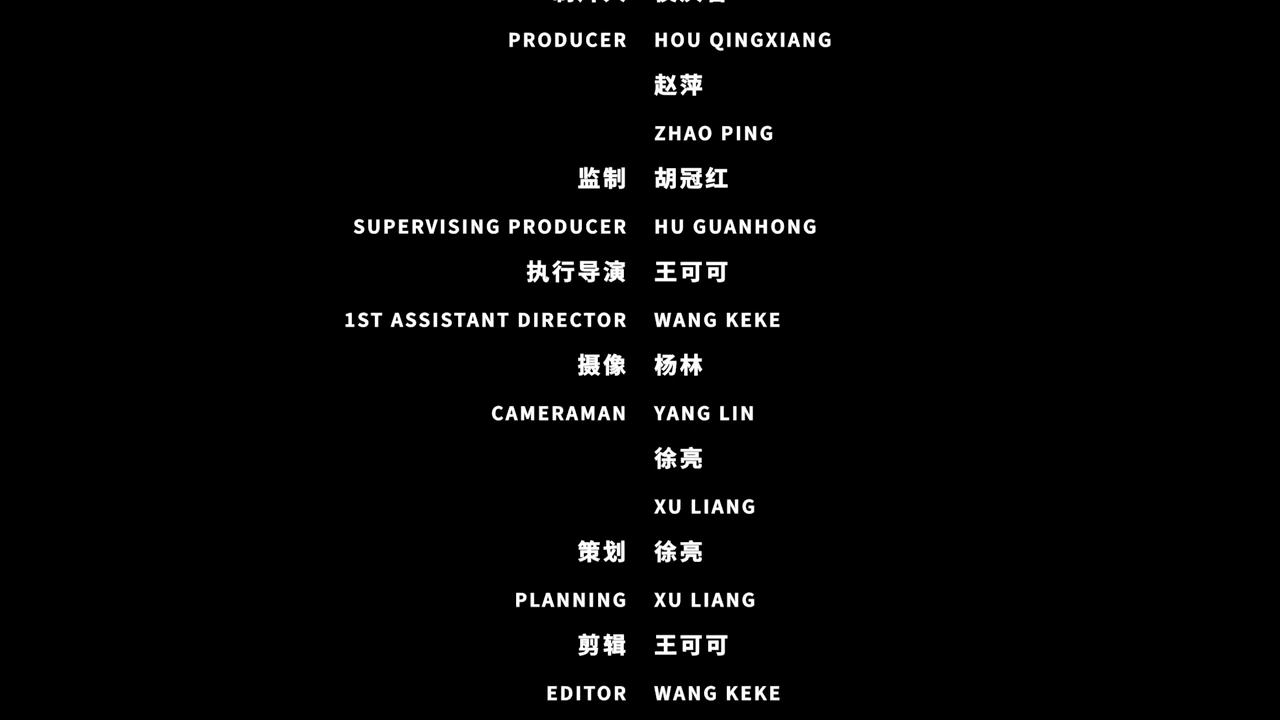 PRODUCER HOU QINGXIANG
赵萍
ZHAO PING
监制 胡冠红
SUPERVISING PRODUCER HU GUANHONG
执行导演 王可可
1ST ASSISTANT DIRECTOR WANG KEKE
摄像 杨林
CAMERAMAN YANG LIN
徐亮
XU LIANG
策划 徐亮
PLANNING XU LIANG
剪辑 王可可
EDITOR WANG KEKE